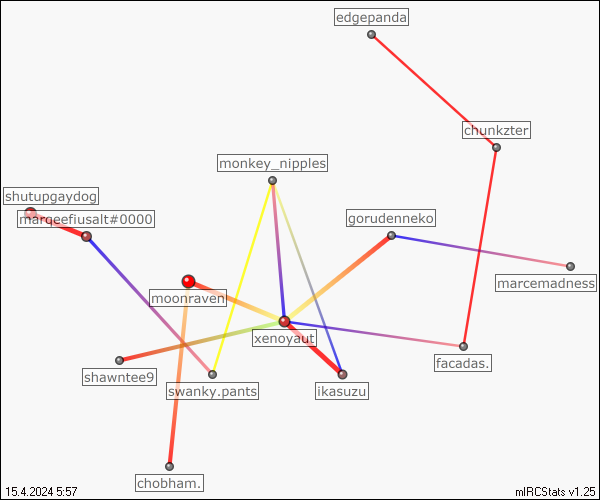 edgepanda
chunkzter
monkey_nipples
shutupgaydog
marqeefiusalt#0000
gorudenneko
marcemadness
moonraven
xenoyaut
facadas.
shawntee9
swanky.pants
ikasuzu
chobham.
15.4.2024 5:57
mIRCStats v1.25